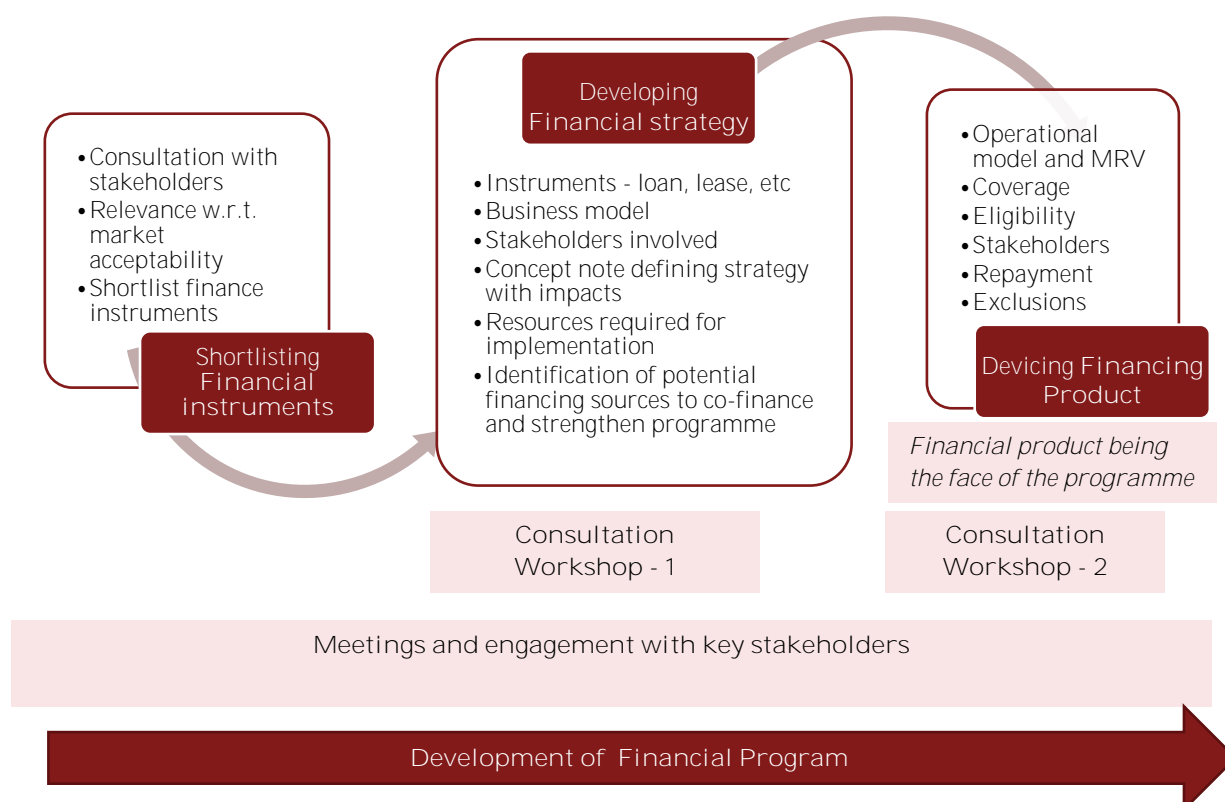 • Consultation with
stakeholders
• Relevance w.r.t.
market
acceptability
• Shortlist finance
instruments
Shortlisting
Financial
instruments
Developing
Financial strategy
• Instruments - loan, lease, etc
• Business model
• Stakeholders involved
• Concept note defining strategy
with impacts
• Resources required for
implementation
• Identification of potential
financing sources to co-finance
and strengthen programme
• Operational
model and MRV
• Coverage
• Eligibility
• Stakeholders
• Repayment
• Exclusions
Devicing Financing
Product
Financial product being
the face of the programme
Consultation
Workshop - 1
Consultation
Workshop - 2
Meetings and engagement with key stakeholders
Development of Financial Program